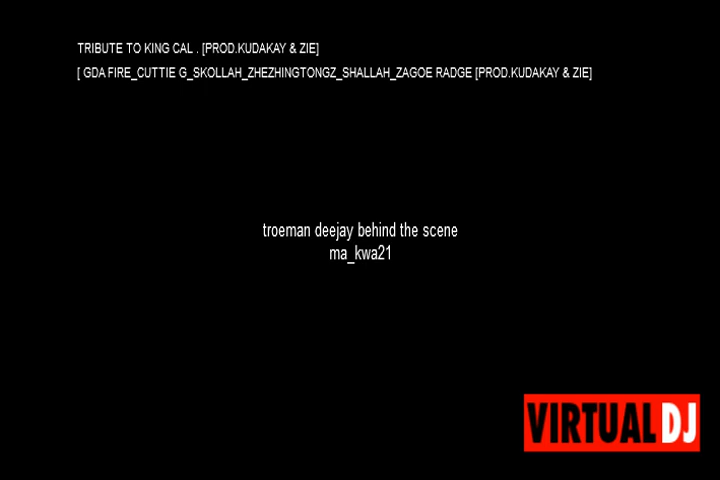 TRIBUTE TO KING CAL . [PROD.KUDAKAY & ZIE]
[ GDA FIRE_CUTTIE G_SKOLLAH_ZHEZHINGTONGZ_SHALLAH_ZAGOE RADGE [PROD.KUDAKAY & ZIE]
troeman deejay behind the scene
ma_kwa21
VIRTUAL DJ